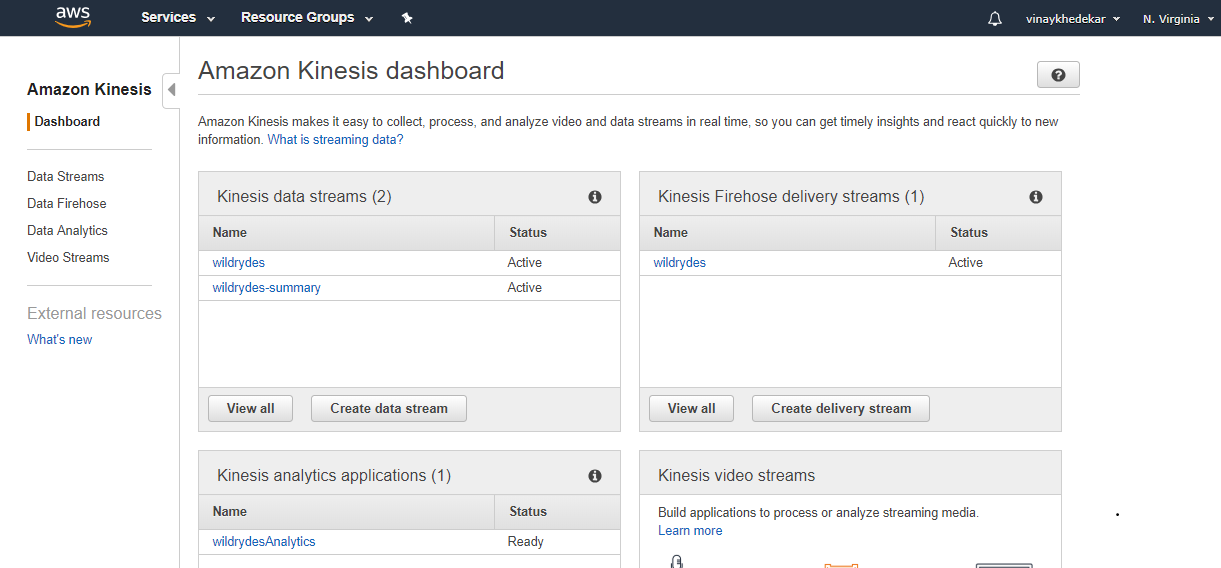 aws Services Resource Groups vinaykhedekar N. Virginia
Amazon Kinesis
Dashboard
Data Streams
Data Firehose
Data Analytics
Video Streams
External resources
What's new
Amazon Kinesis dashboard
Amazon Kinesis makes it easy to collect, process, and analyze video and data streams in real time, so you can get timely insights and react quickly to new
information. What is streaming data?
Kinesis data streams (2)
Name Status
wildrydes Active
wildrydes-summary Active
View all Create data stream
Kinesis Firehose delivery streams (1)
Name Status
wildrydes Active
View all Create delivery stream
Kinesis analytics applications (1)
Name Status
wildrydesAnalytics Ready
Kinesis video streams
Build applications to process or analyze streaming media.
Learn more